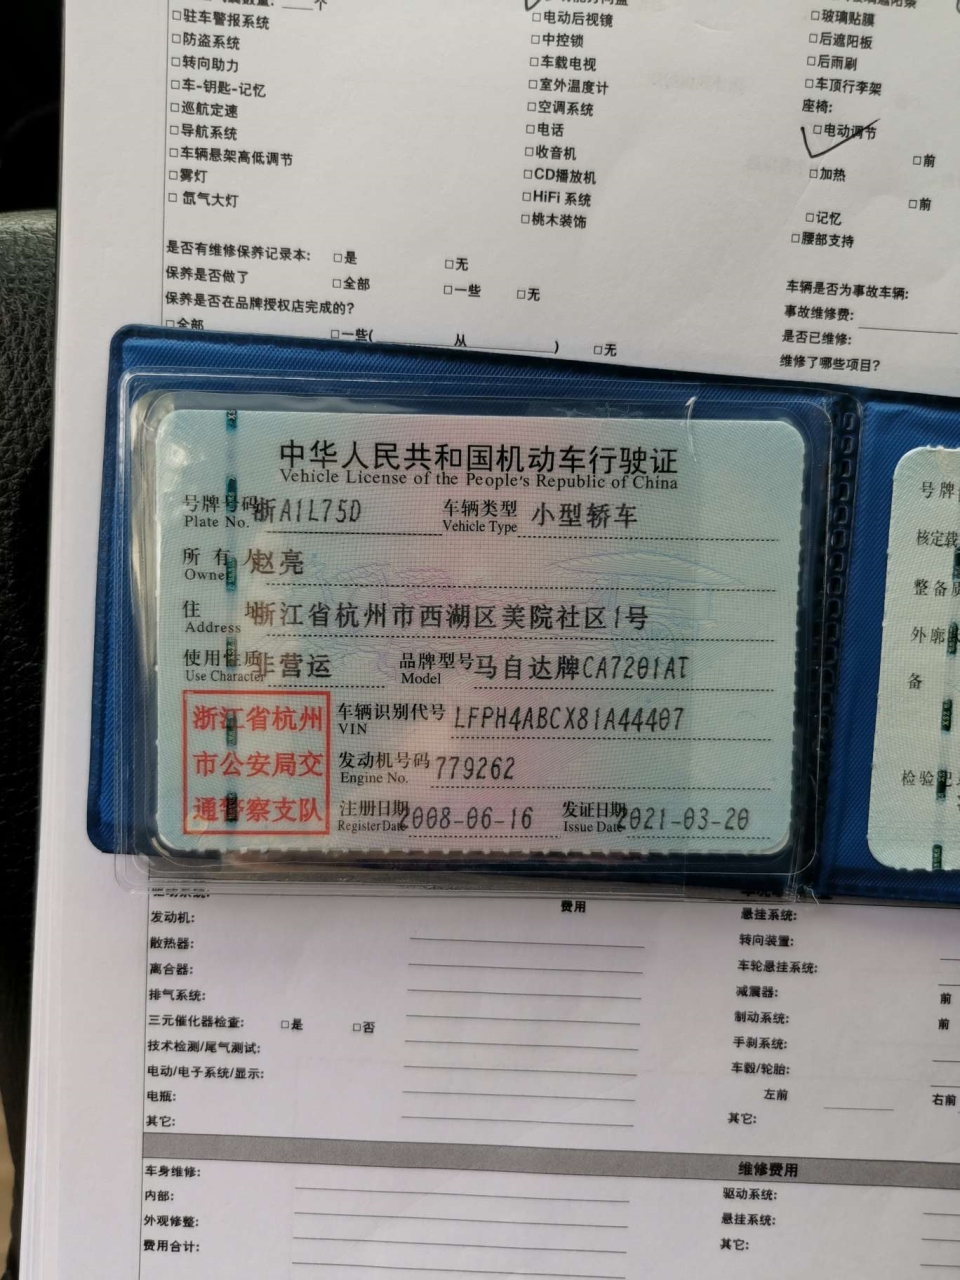 个
□驻车警报系统
□防盗系统
□转向助力
□车-钥匙-记忆
□巡航定速
□导航系统
□车辆悬架高低调节
□雾灯
□氙气大灯
□电动后视镜
□中控锁
□车载电视
□室外温度计
□空调系统
□电话
□收音机
□CD播放机
□HiFi 系统
□桃木装饰
□玻璃贴膜
□后遮阳板
□后雨刷
□车顶行李架
座椅:
□电动调节
□前
□加热
□前
□记忆
□腰部支持
是否有维修保养记录本: □是 □无
保养是否做了 □全部 □一些 □无
保养是否在品牌授权店完成的?
□全部 □一些( 从 ) □无
车辆是否为事故车辆:
事故维修费:
是否已维修:
维修了哪些项目?
中华人民共和国机动车行驶证
Vehicle License of the People's Republic of China
号牌号码 浙A1L75D 车辆类型 小型轿车
Plate No. Vehicle Type
所有人 赵亮
Owner
住址 浙江省杭州市西湖区美院社区1号
Address
使用性质 非营运 品牌型号 马自达牌CA7201AT
Use Character Model
浙江省杭州
市公安局交
通警察支队
车辆识别代号 LFPH4ABCX81A44407
VIN
发动机号码 779262
Engine No.
注册日期 2008-06-16 发证日期 2021-03-20
Register Date Issue Date
号牌
核定载
整备质
外廓
备
检验记
费用
发动机:
散热器:
离合器:
排气系统:
三元催化器检查: □是 □否
技术检测/尾气测试:
电动/电子系统/显示:
电瓶:
其它:
悬挂系统:
转向装置:
车轮悬挂系统:
减震器: 前
制动系统: 前
手刹系统:
车毂/轮胎:
左前 右前
其它:
维修费用
车身维修:
内部:
外观修整:
费用合计:
驱动系统:
悬挂系统:
其它: